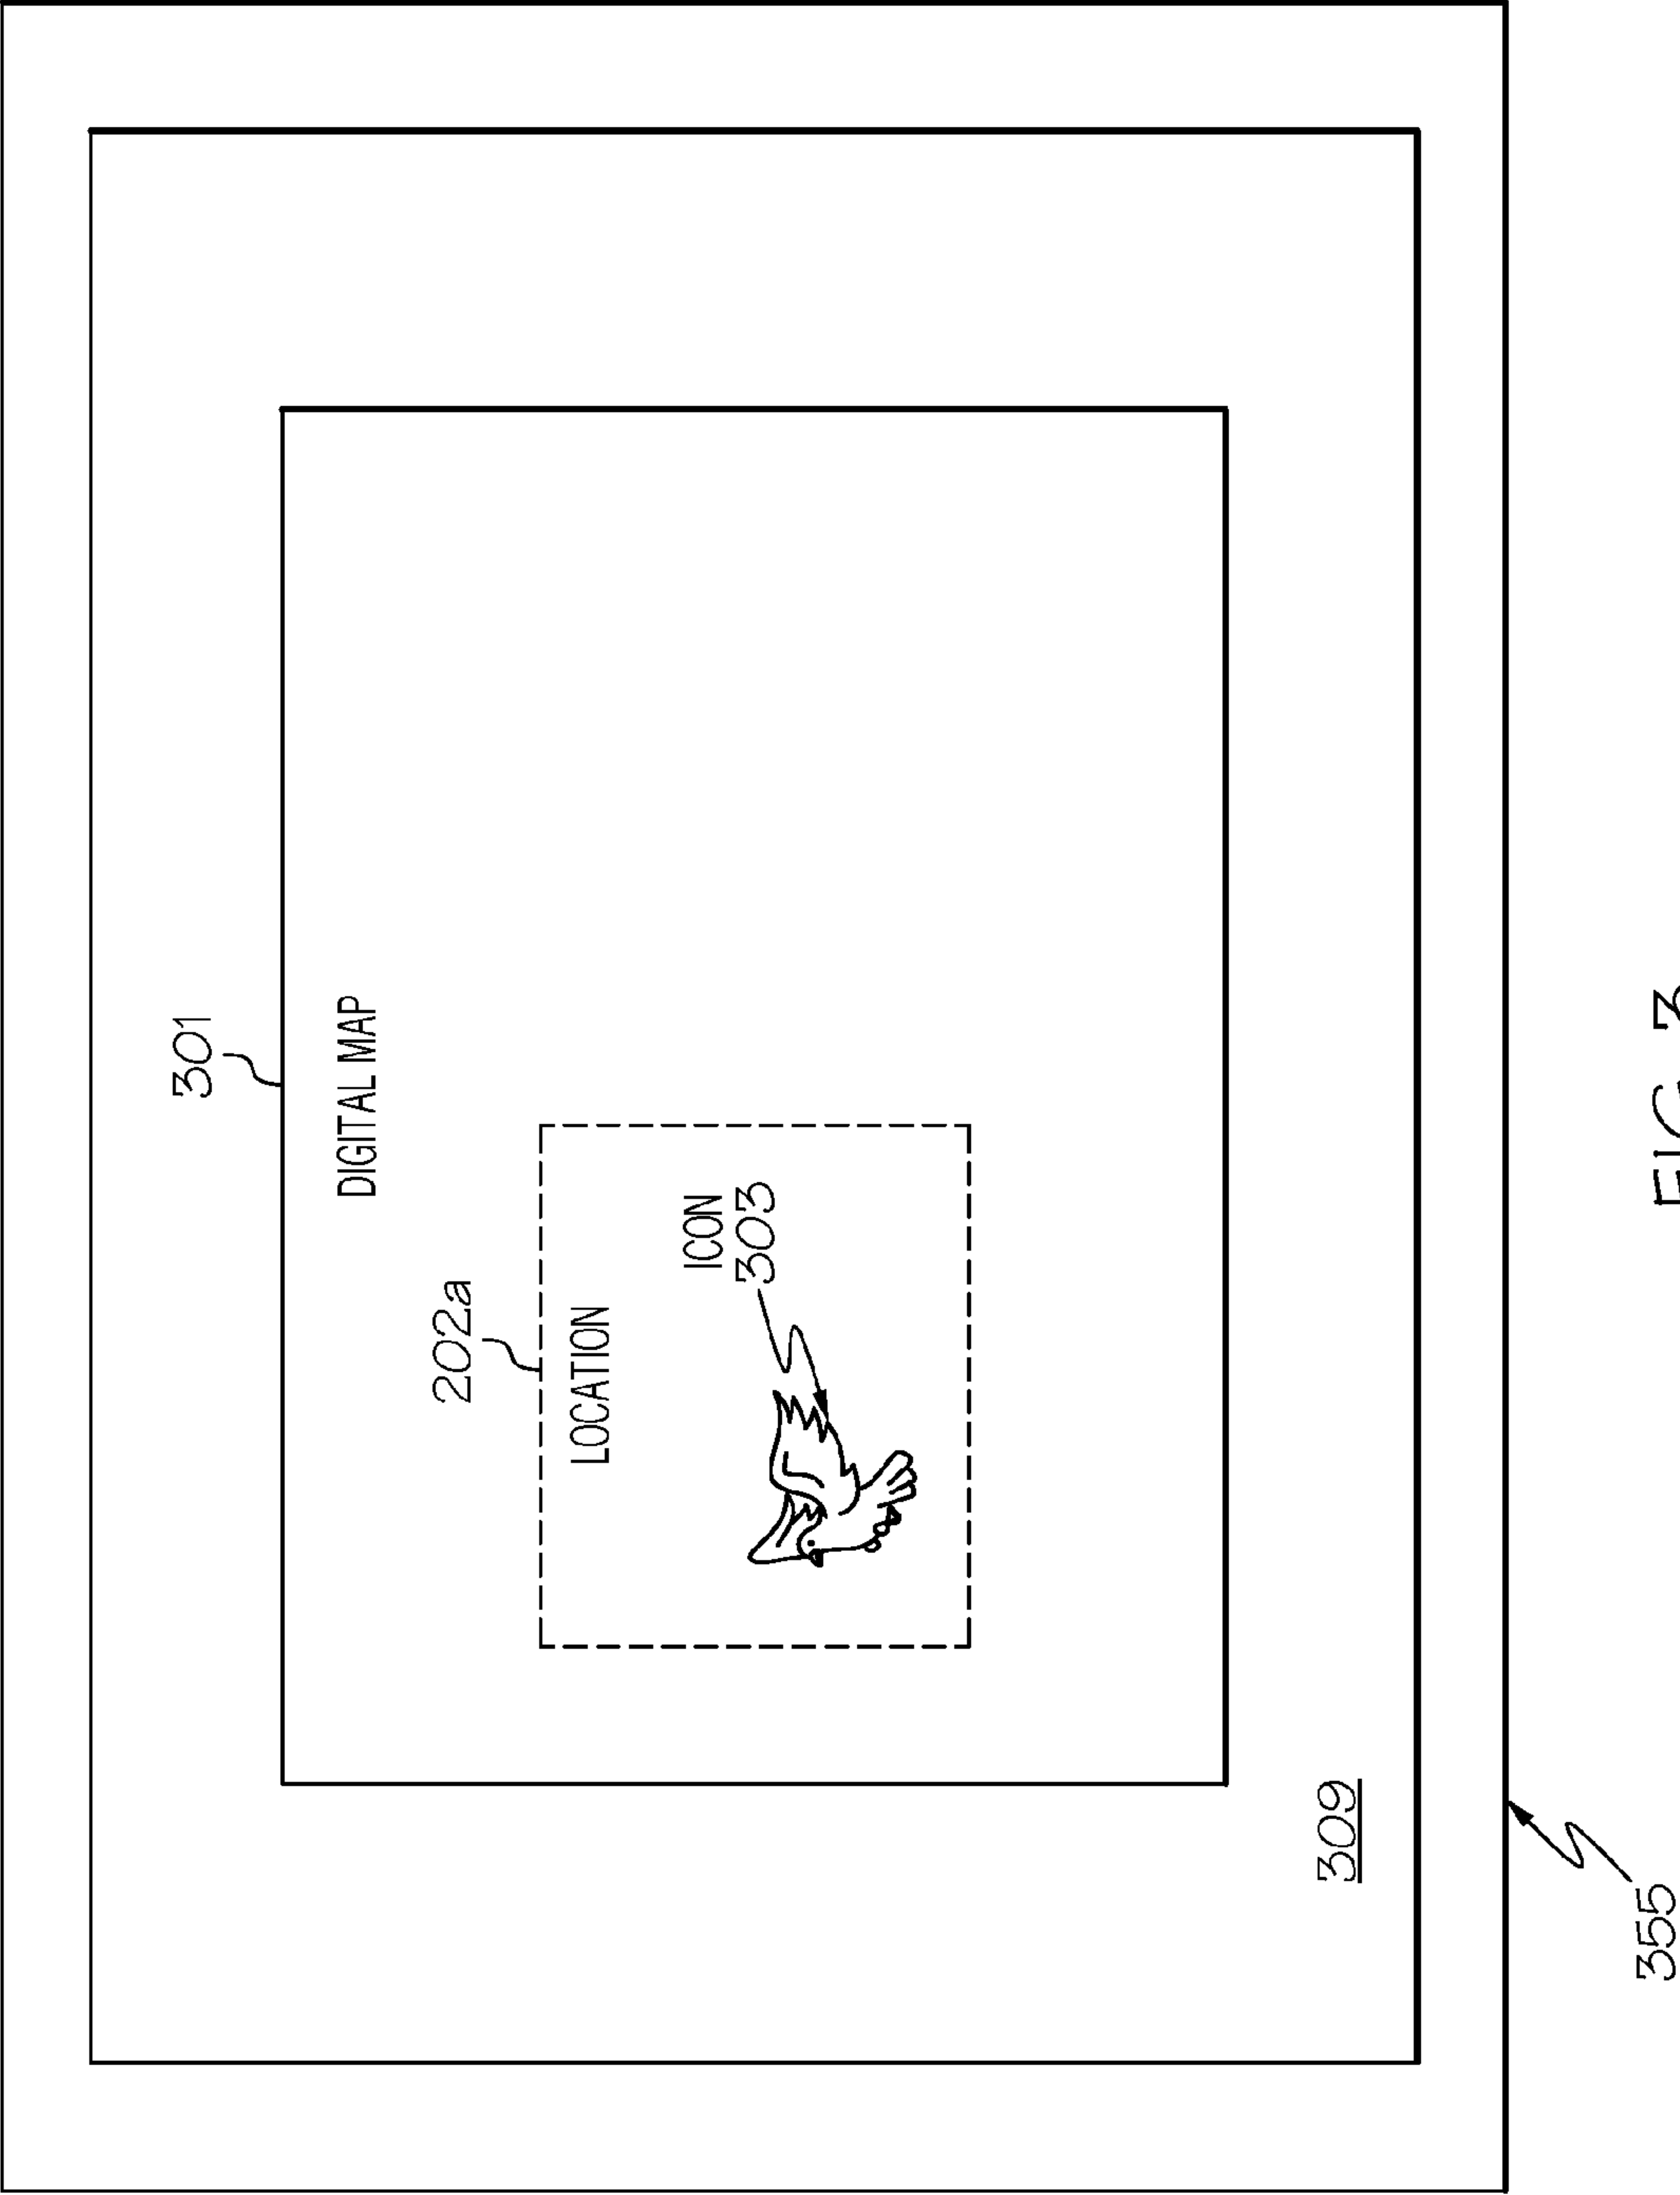 301
DIGITAL MAP
202a
LOCATION
ICON
303
309
355
FIG. 3